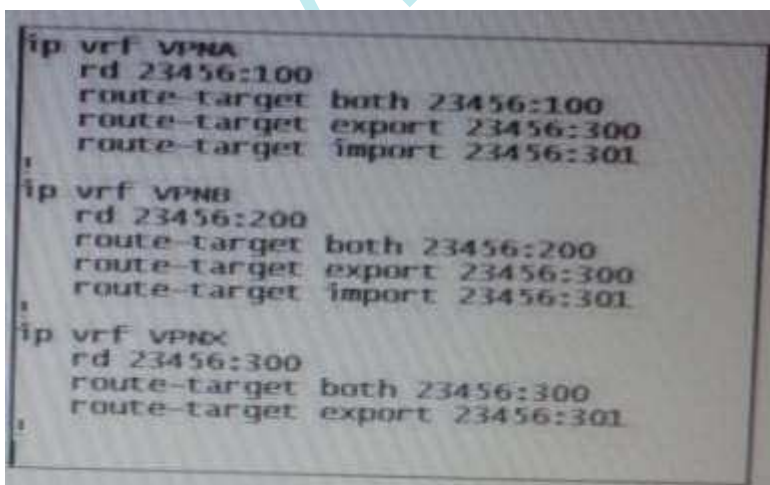 ip vrf VPNA
rd 23456:100
route-target both 23456:100
route-target export 23456:300
route-target import 23456:301
!
ip vrf VPNB
rd 23456:200
route-target both 23456:200
route-target export 23456:300
route-target import 23456:301
!
ip vrf VPNX
rd 23456:300
route-target both 23456:300
route-target export 23456:301
!